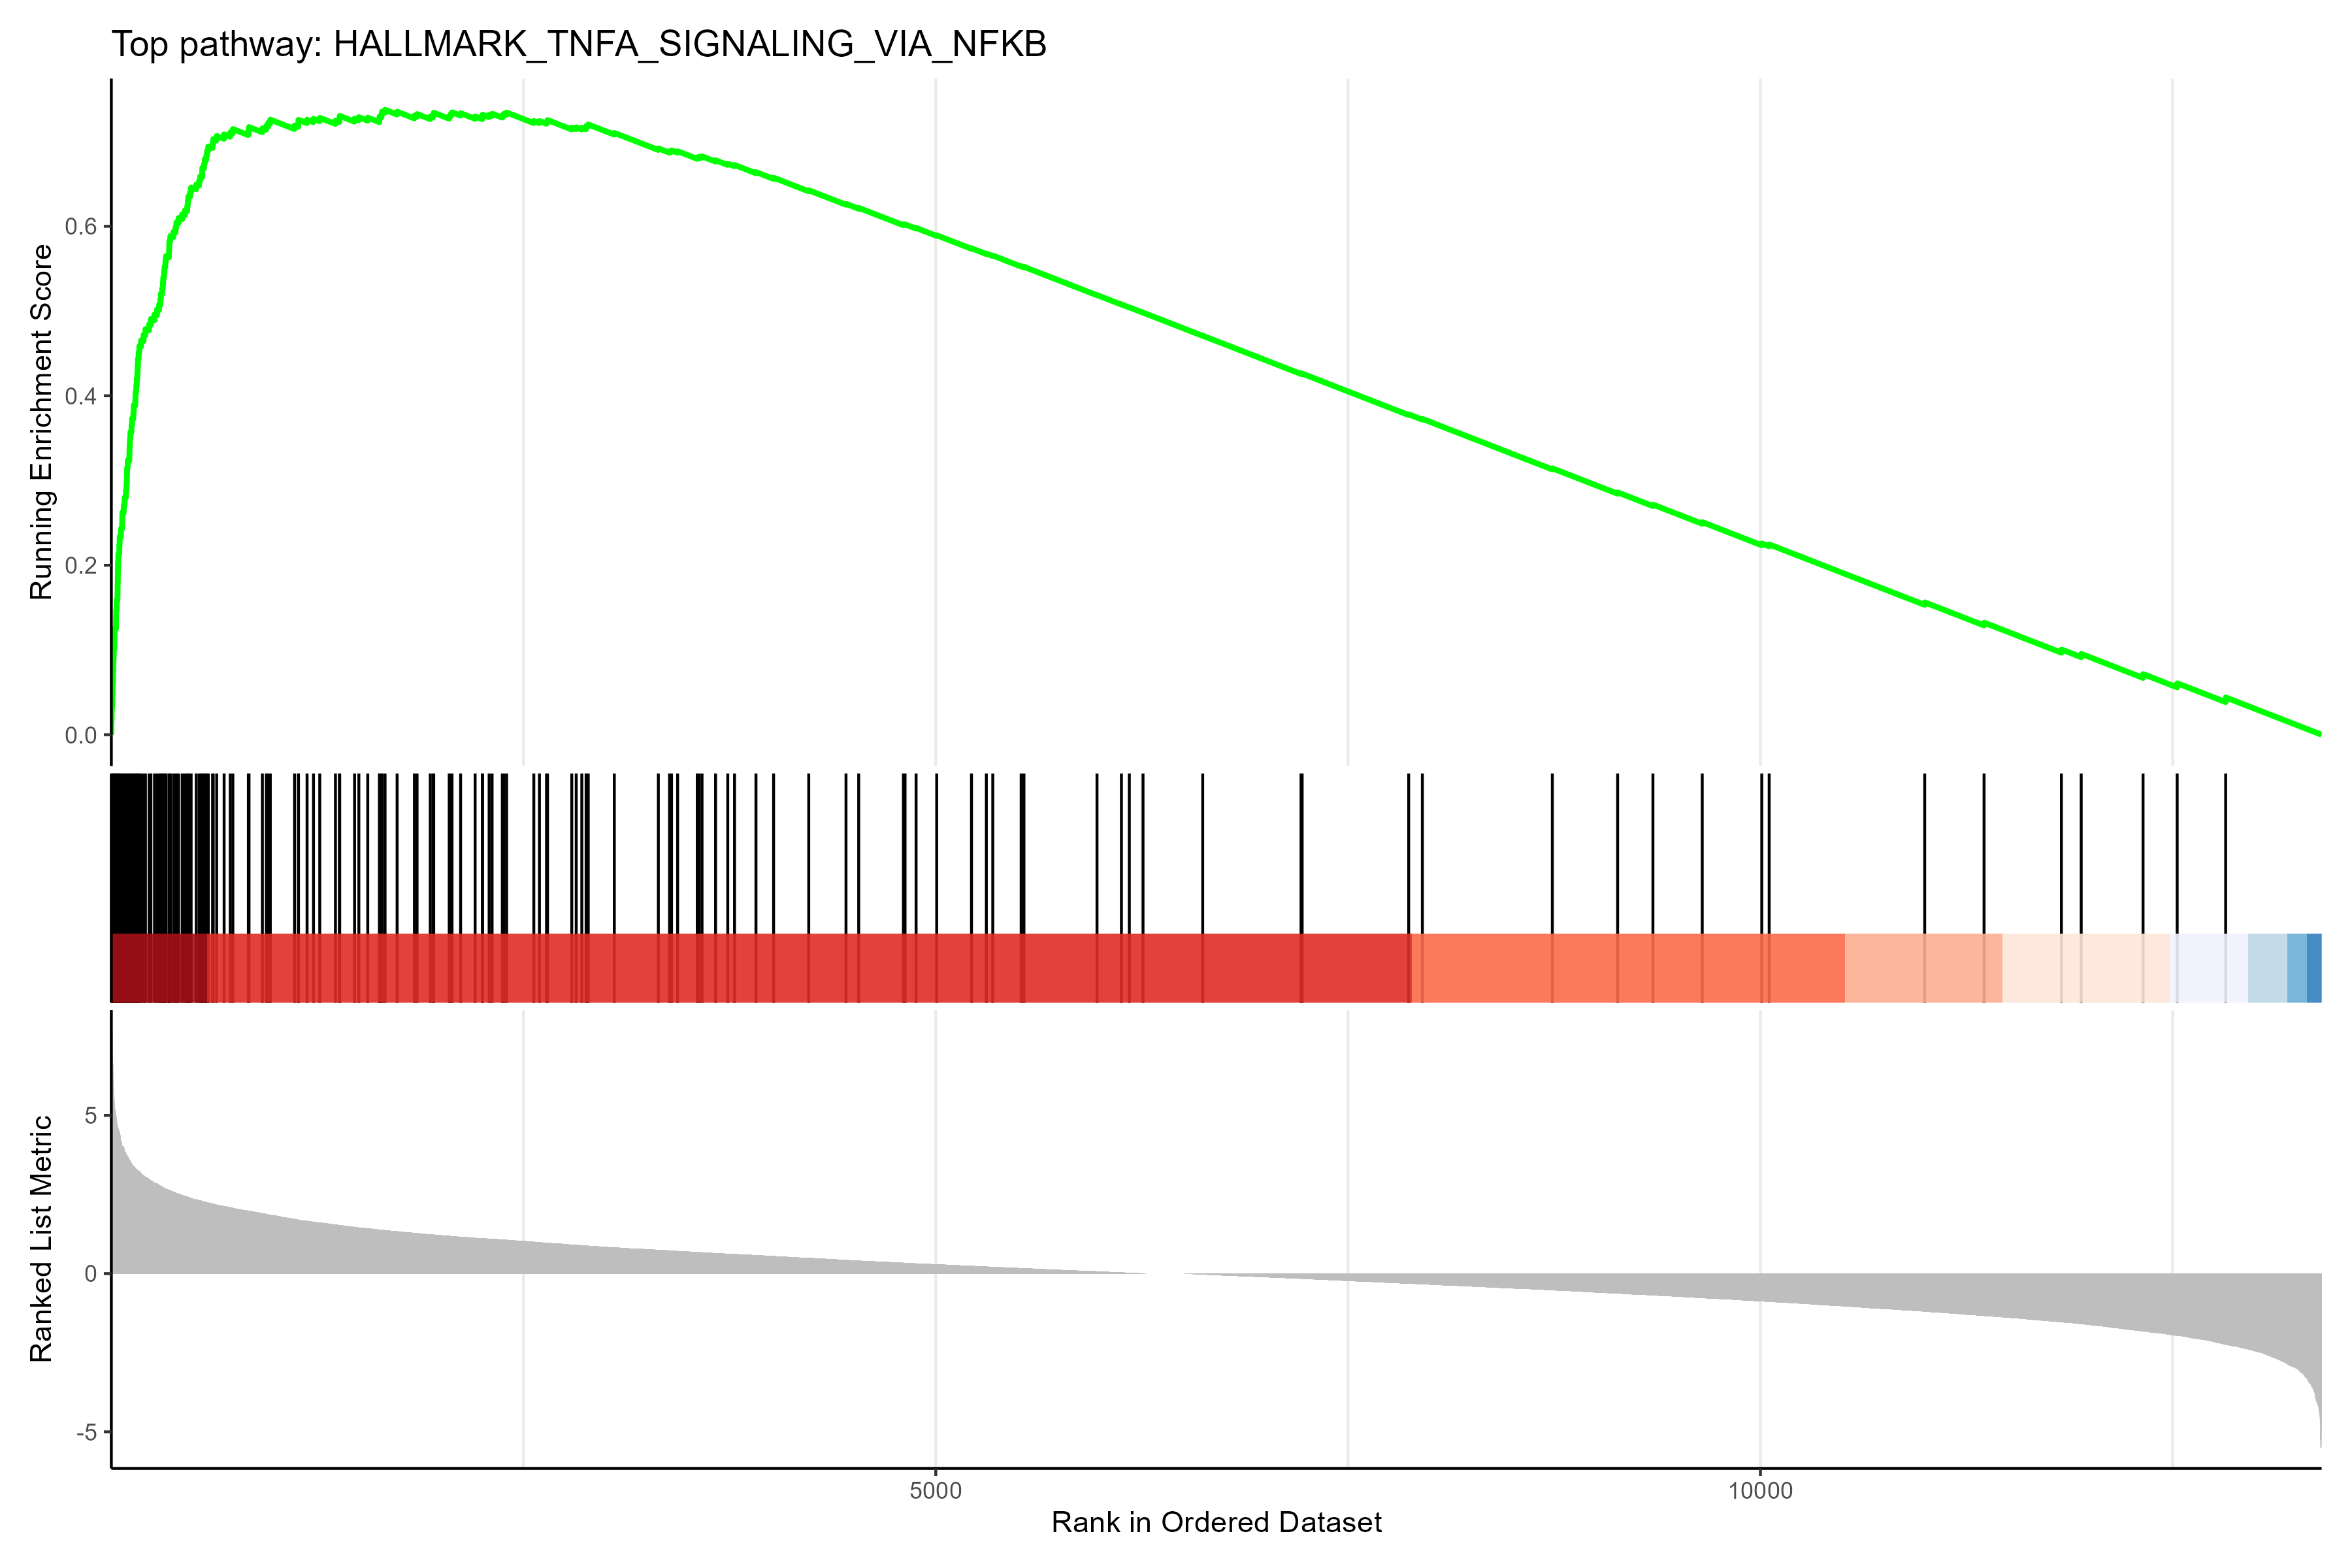 Top pathway: HALLMARK_TNFA_SIGNALING_VIA_NFKB
Running Enrichment Score
0.6
0.4
0.2
0.0
Ranked List Metric
5
0
-5
5000
10000
Rank in Ordered Dataset